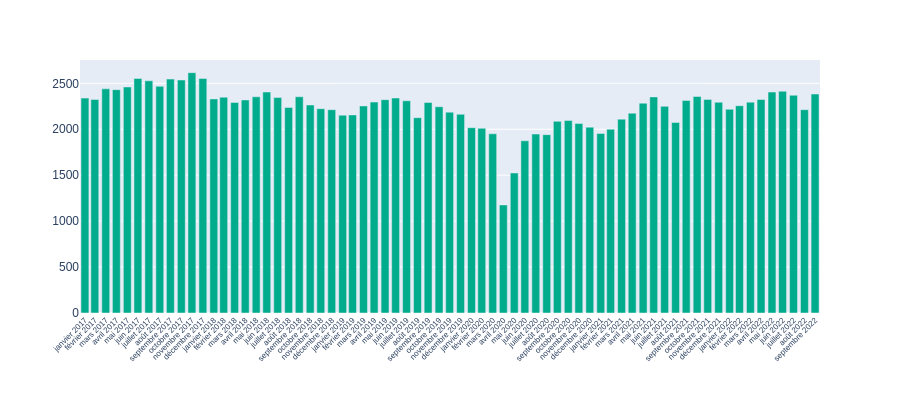 2500
2000
1500
1000
500
0
janvier 2017
février 2017
mars 2017
avril 2017
mai 2017
juin 2017
juillet 2017
août 2017
septembre 2017
octobre 2017
novembre 2017
décembre 2017
janvier 2018
février 2018
mars 2018
avril 2018
mai 2018
juin 2018
juillet 2018
août 2018
septembre 2018
octobre 2018
novembre 2018
décembre 2018
janvier 2019
février 2019
mars 2019
avril 2019
mai 2019
juin 2019
juillet 2019
août 2019
septembre 2019
octobre 2019
novembre 2019
décembre 2019
janvier 2020
février 2020
mars 2020
avril 2020
mai 2020
juin 2020
juillet 2020
août 2020
septembre 2020
octobre 2020
novembre 2020
décembre 2020
janvier 2021
février 2021
mars 2021
avril 2021
mai 2021
juin 2021
juillet 2021
août 2021
septembre 2021
octobre 2021
novembre 2021
décembre 2021
janvier 2022
février 2022
mars 2022
avril 2022
mai 2022
juin 2022
juillet 2022
août 2022
septembre 2022